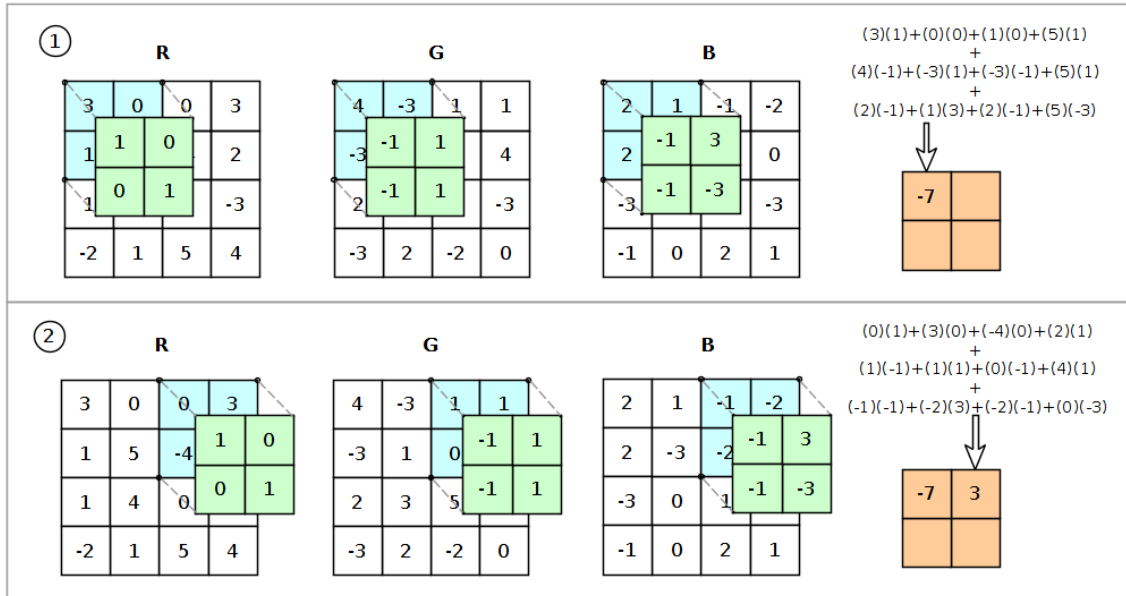 1
R
G
B
3 0 0 3
1 2
1 -3
-2 1 5 4
1 0
0 1
4 -3 1 1
-3 4
2 -3
-3 2 -2 0
-1 1
-1 1
2 1 -1 -2
2 0
-3 -3
-1 0 2 1
-1 3
-1 -3
(3)(1)+(0)(0)+(1)(0)+(5)(1)
+
(4)(-1)+(-3)(1)+(-3)(-1)+(5)(1)
+
(2)(-1)+(1)(3)+(2)(-1)+(5)(-3)
-7
2
R
G
B
3 0 0 3
1 5 -4
1 4 0
-2 1 5 4
1 0
0 1
4 -3 1 1
-3 1 0
2 3 5
-3 2 -2 0
-1 1
-1 1
2 1 -1 -2
2 -3 -2
-3 0 1
-1 0 2 1
-1 3
-1 -3
(0)(1)+(3)(0)+(-4)(0)+(2)(1)
+
(1)(-1)+(1)(1)+(0)(-1)+(4)(1)
+
(-1)(-1)+(-2)(3)+(-2)(-1)+(0)(-3)
-7 3